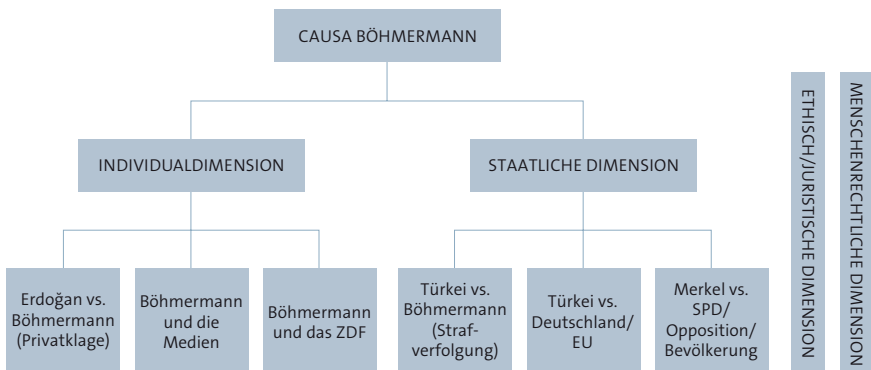 CAUSA BÖHMERMANN
INDIVIDUALDIMENSION
STAATLICHE DIMENSION
Erdoğan vs.
Böhmermann
(Privatklage)
Böhmermann
und die
Medien
Böhmermann
und das ZDF
Türkei vs.
Böhmermann
(Straf-
verfolgung)
Türkei vs.
Deutschland/
EU
Merkel vs.
SPD/
Opposition/
Bevölkerung
ETHISCH/JURISTISCHE DIMENSION
MENSCHENRECHTLICHE DIMENSION